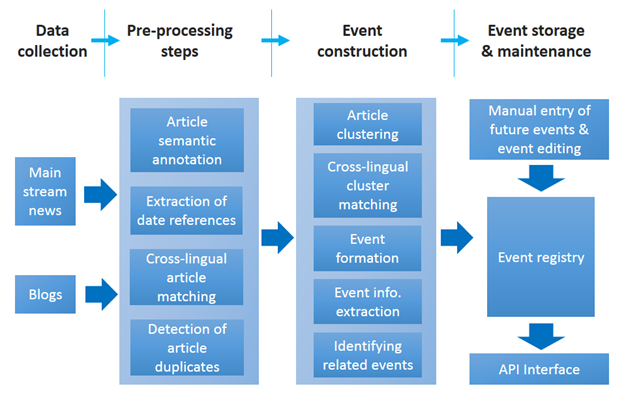 Data
collection
Pre-processing
steps
Event
construction
Event storage
& maintenance
Main
stream
news
Blogs
Article
semantic
annotation
Extraction of
date references
Cross-lingual
article
matching
Detection of
article
duplicates
Article
clustering
Cross-lingual
cluster
matching
Event
formation
Event info.
extraction
Identifying
related events
Manual entry of
future events &
event editing
Event registry
API Interface